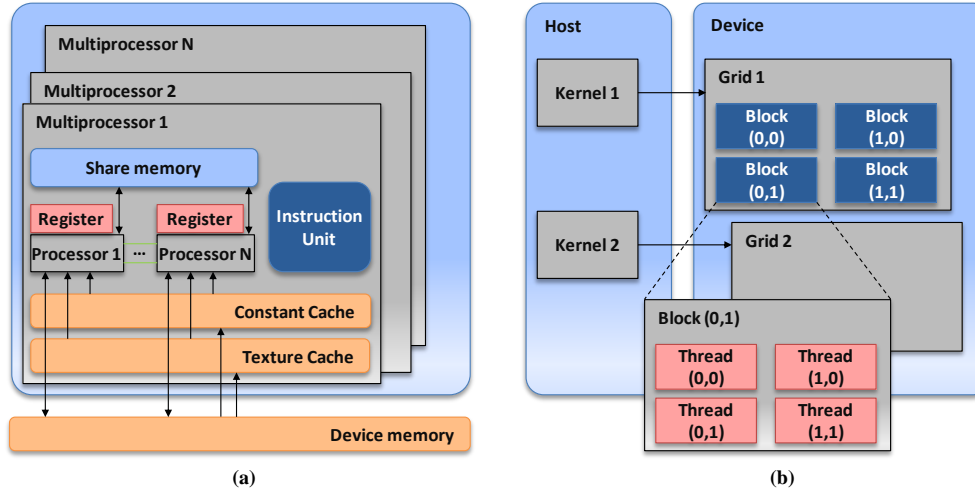 Multiprocessor N
Multiprocessor 2
Multiprocessor 1
Share memory
Register
Register
Instruction
Unit
Processor 1
...
Processor N
Constant Cache
Texture Cache
Device memory
(a)
Host
Device
Kernel 1
Grid 1
Block
(0,0)
Block
(1,0)
Block
(0,1)
Block
(1,1)
Kernel 2
Grid 2
Block (0,1)
Thread
(0,0)
Thread
(1,0)
Thread
(0,1)
Thread
(1,1)
(b)